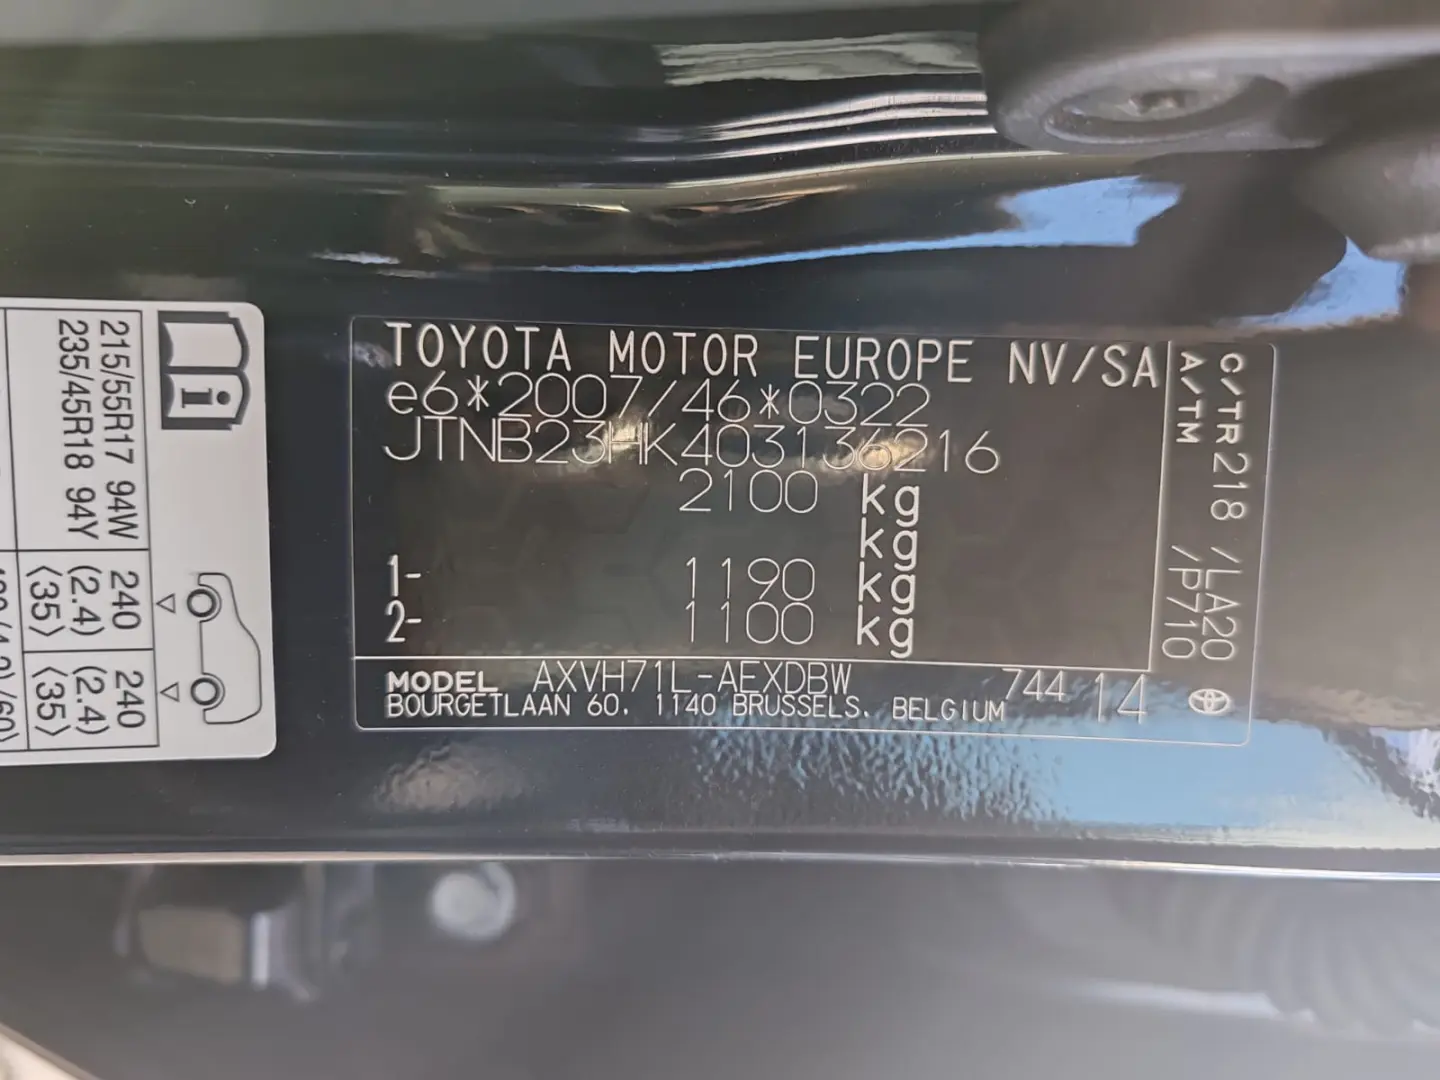 TOYOTA MOTOR EUROPE NV/SA
e6*2007/46*0322
JTNB23HK403136216
2100 kg
kg
1- 1190 kg
2- 1100 kg
MODEL AXVH71L-AEXDBW 744 14
BOURGETLAAN 60. 1140 BRUSSELS. BELGIUM
C/TR218 /LA20
A/TM /P710
215/55R17 94W 240 (2.4) <35> 240 (2.4) <35>
235/45R18 94Y